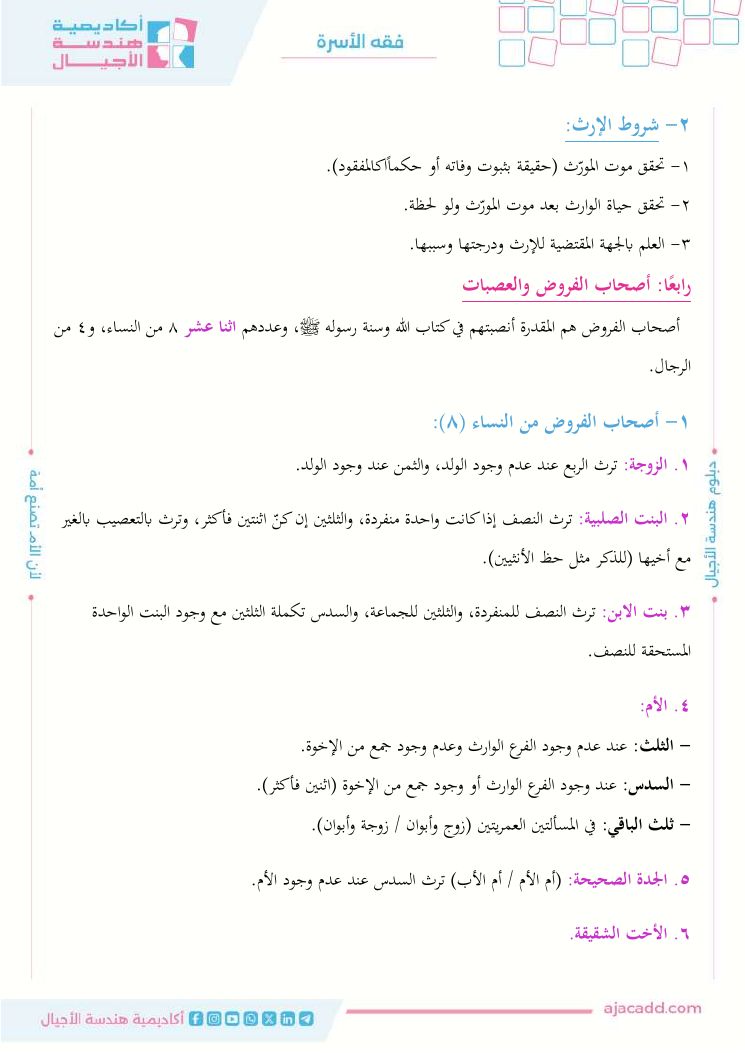 أكاديمية
هندسة
الأجيال
فقه الأسرة
٢- شروط الإرث:
١- تحقق موت المورّث (حقيقة بثبوت وفاته أو حكماً كالمفقود).
٢- تحقق حياة الوارث بعد موت المورّث ولو لحظة.
٣- العلم بالجهة المقتضية للإرث ودرجتها وسببها.
رابعًا: أصحاب الفروض والعصبات
أصحاب الفروض هم المقدرة أنصبتهم في كتاب الله وسنة رسوله ﷺ، وعددهم اثنا عشر ٨ من النساء، و٤ من
الرجال.
١- أصحاب الفروض من النساء (٨):
١. الزوجة: ترث الربع عند عدم وجود الولد، والثمن عند وجود الولد.
٢. البنت الصلبية: ترث النصف إذا كانت واحدة منفردة، والثلثين إن كنّ اثنتين فأكثر، وترث بالتعصيب بالغير
مع أخيها (للذكر مثل حظ الأنثيين).
٣. بنت الابن: ترث النصف للمنفردة، والثلثين للجماعة، والسدس تكملة الثلثين مع وجود البنت الواحدة
المستحقة للنصف.
٤. الأم:
– الثلث: عند عدم وجود الفرع الوارث وعدم وجود جمع من الإخوة.
– السدس: عند وجود الفرع الوارث أو وجود جمع من الإخوة (اثنين فأكثر).
– ثلث الباقي: في المسألتين العمريتين (زوج وأبوان / زوجة وأبوان).
٥. الجدة الصحيحة: (أم الأم / أم الأب) ترث السدس عند عدم وجود الأم.
٦. الأخت الشقيقة.
دبلوم هندسة الأجيال
لأن الأم تصنع أمة
أكاديمية هندسة الأجيال
ajacadd.com